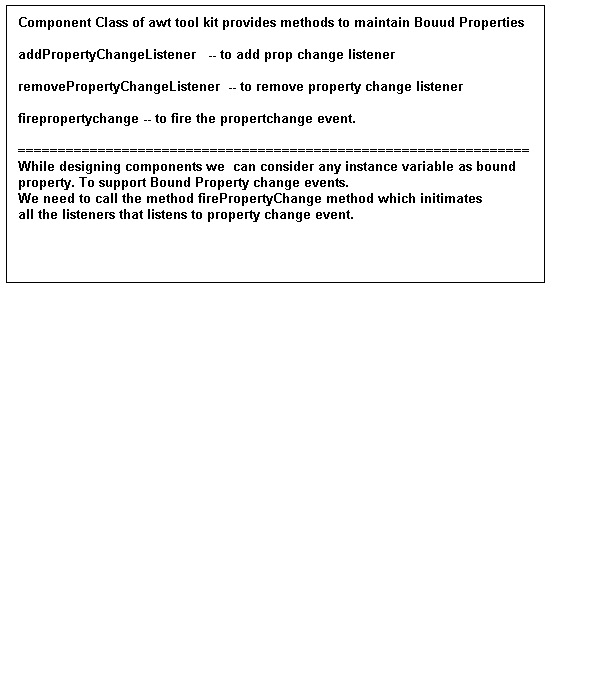 Component Class of awt tool kit provides methods to maintain Bouud Properties
addPropertyChangeListener -- to add prop change listener
removePropertyChangeListener -- to remove property change listener
firepropertychange -- to fire the propertchange event.
================================================================
While designing components we can consider any instance variable as bound
property. To support Bound Property change events.
We need to call the method firePropertyChange method which initimates
all the listeners that listens to property change event.